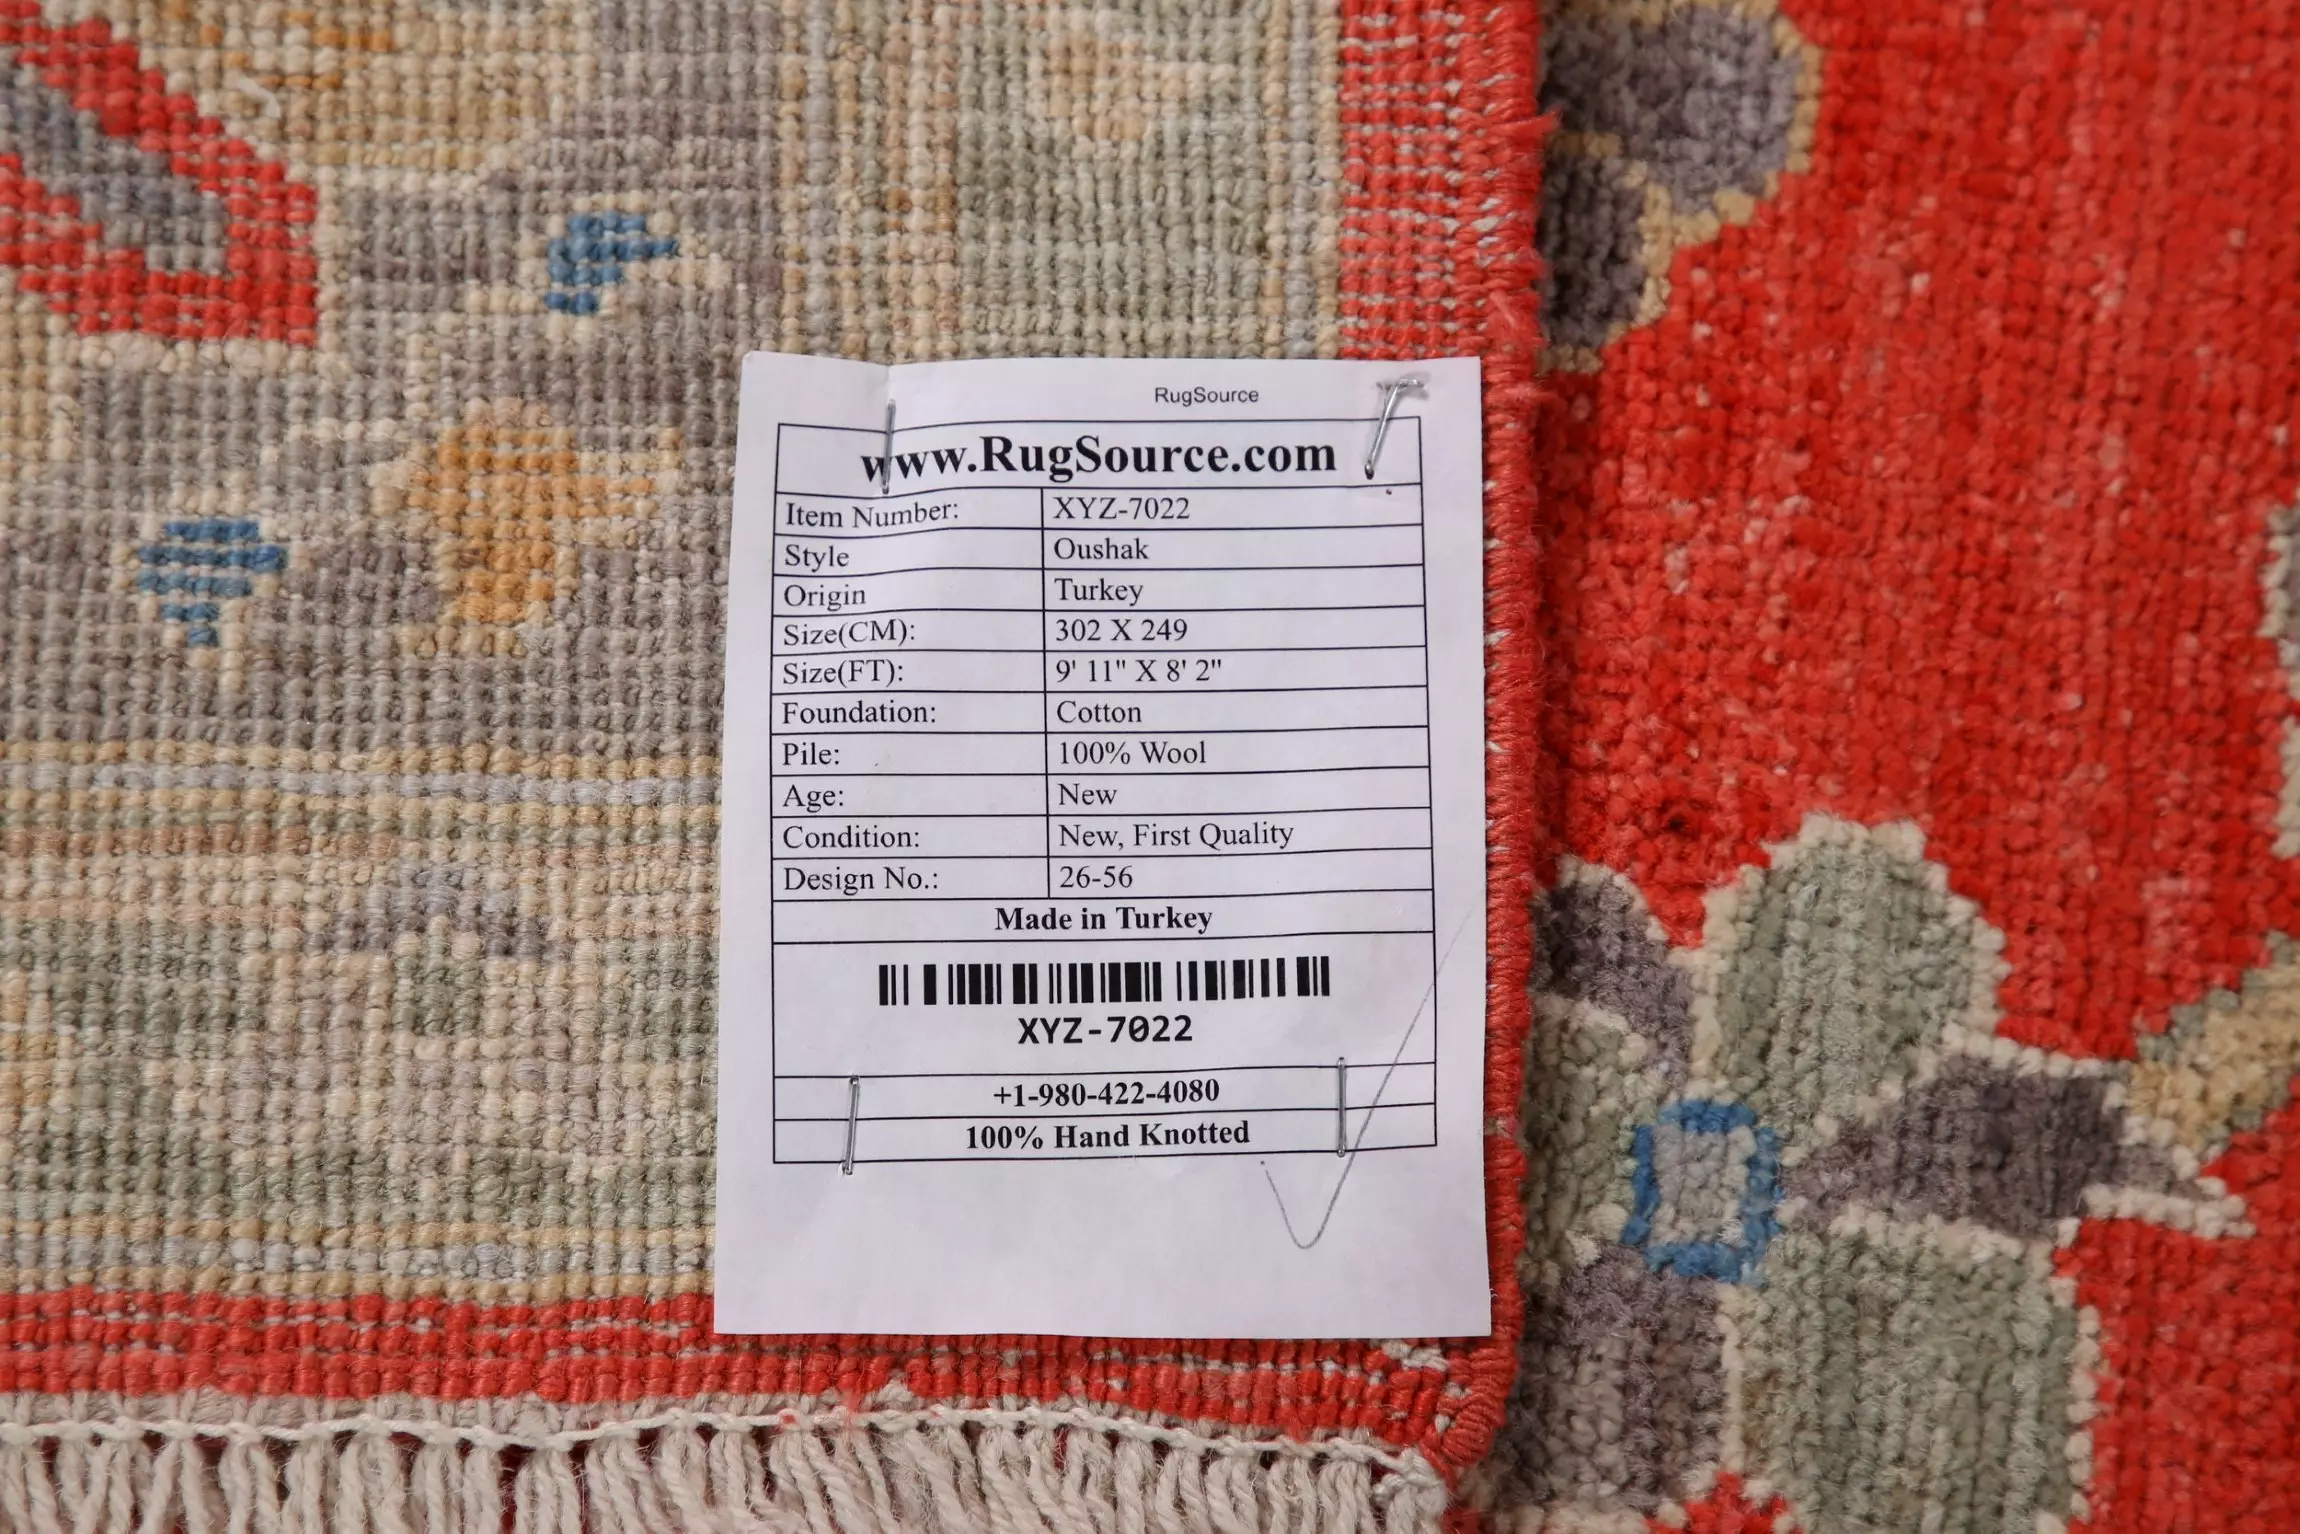 RugSource
www.RugSource.com
Item Number: XYZ-7022
Style Oushak
Origin Turkey
Size(CM): 302 X 249
Size(FT): 9' 11" X 8' 2"
Foundation: Cotton
Pile: 100% Wool
Age: New
Condition: New, First Quality
Design No.: 26-56
Made in Turkey
XYZ-7022
+1-980-422-4080
100% Hand Knotted